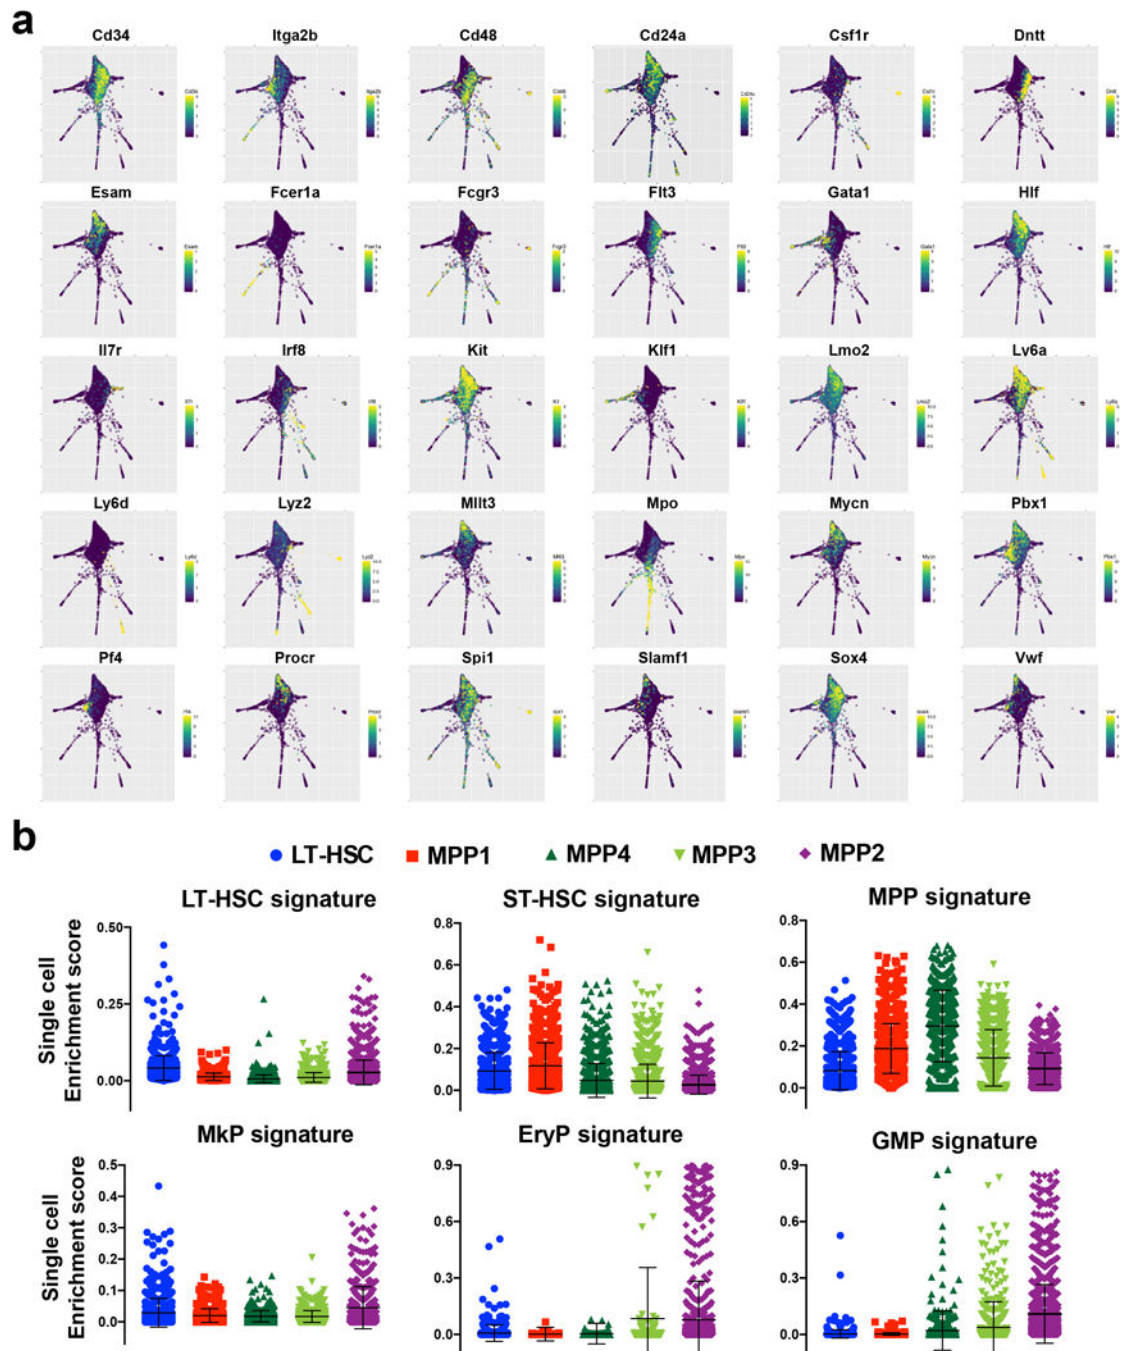 a
Cd34 Itga2b Cd48 Cd24a Csf1r Dntt
Esam Fcer1a Fcgr3 Flt3 Gata1 Hlf
Il7r Irf8 Kit Klf1 Lmo2 Ly6a
Ly6d Lyz2 Mllt3 Mpo Mycn Pbx1
Pf4 Procr Spi1 Slamf1 Sox4 Vwf
b
LT-HSC MPP1 MPP4 MPP3 MPP2
LT-HSC signature ST-HSC signature MPP signature
Single cell
Enrichment score
0.50
0.25
0.00
0.8
0.6
0.4
0.2
0.0
0.8
0.6
0.4
0.2
0.0
MkP signature EryP signature GMP signature
Single cell
Enrichment score
0.5
0.4
0.3
0.2
0.1
0.0
0.9
0.6
0.3
0.0
0.9
0.6
0.3
0.0